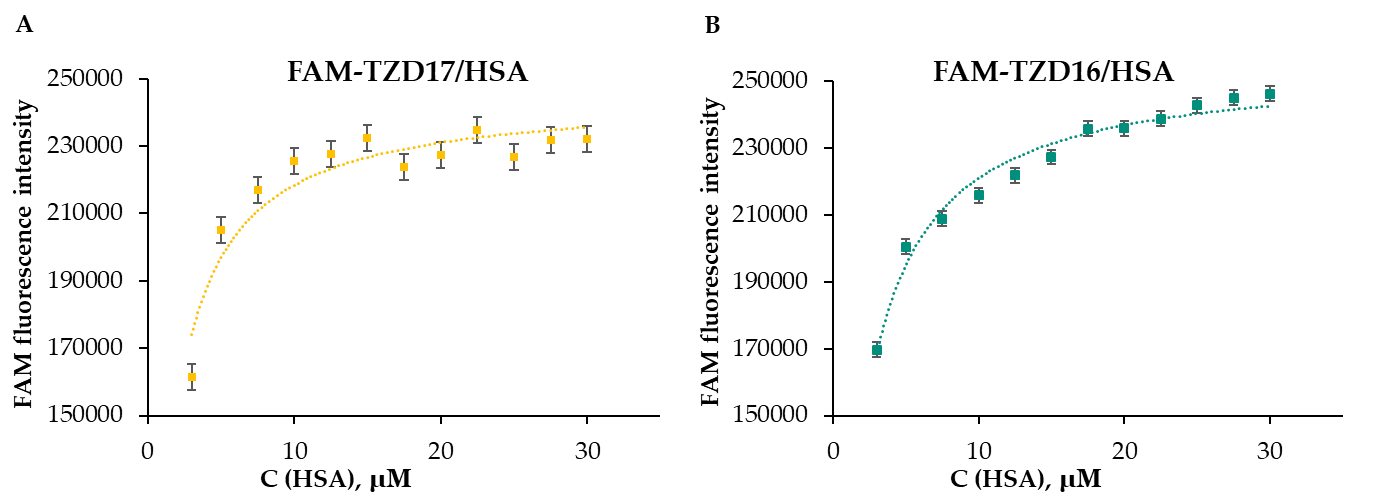 A
FAM-TZD17/HSA
FAM fluorescence intensity
250000
230000
210000
190000
170000
150000
0 10 20 30
C (HSA), μM
B
FAM-TZD16/HSA
FAM fluorescence intensity
250000
230000
210000
190000
170000
150000
0 10 20 30
C (HSA), μM